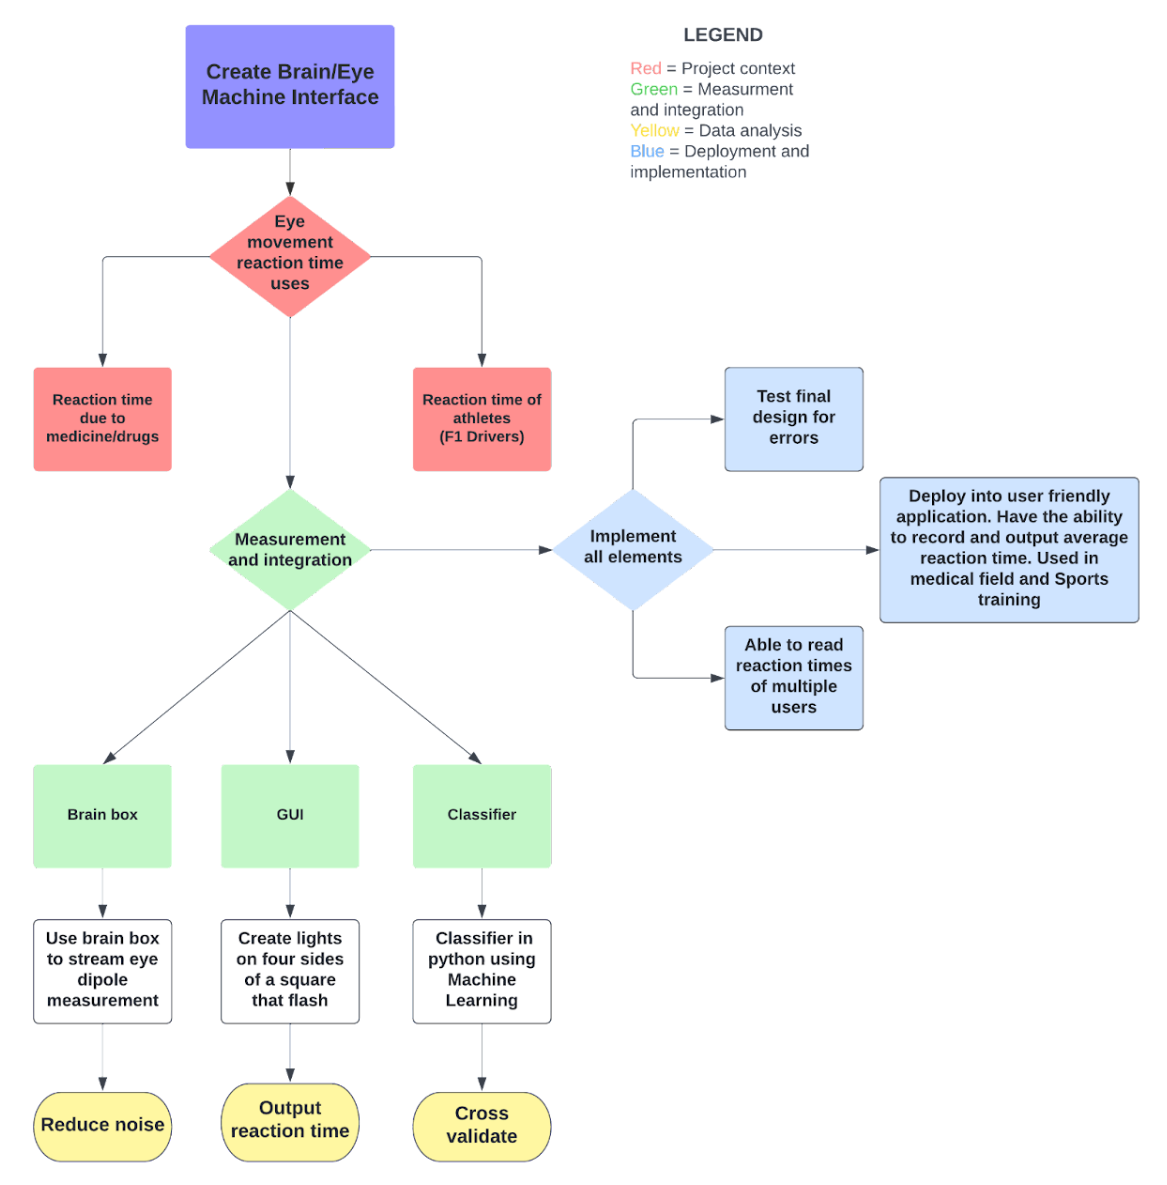 Create Brain/Eye
Machine Interface
LEGEND
Red = Project context
Green = Measurment
and integration
Yellow = Data analysis
Blue = Deployment and
implementation
Eye
movement
reaction time
uses
Reaction time
due to
medicine/drugs
Reaction time of
athletes
(F1 Drivers)
Test final
design for
errors
Measurement
and integration
Implement
all elements
Deploy into user friendly
application. Have the ability
to record and output average
reaction time. Used in
medical field and Sports
training
Able to read
reaction times
of multiple
users
Brain box
GUI
Classifier
Use brain box
to stream eye
dipole
measurement
Create lights
on four sides
of a square
that flash
Classifier in
python using
Machine
Learning
Reduce noise
Output
reaction time
Cross
validate